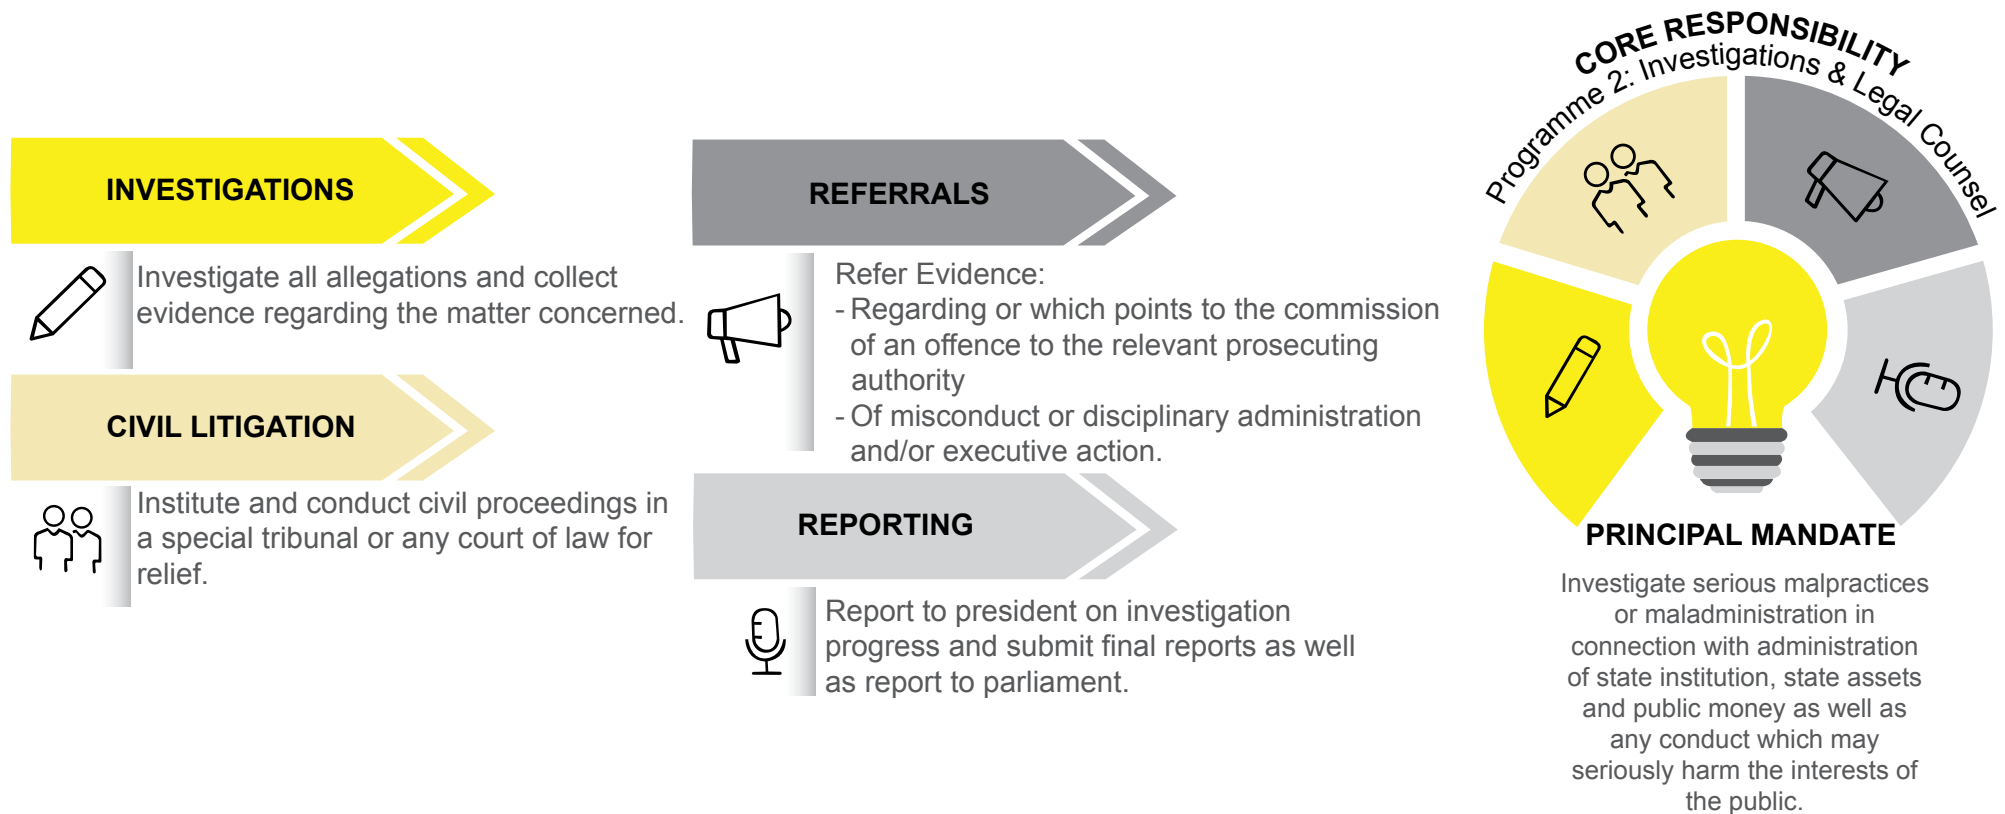 INVESTIGATIONS
Investigate all allegations and collect
evidence regarding the matter concerned.
CIVIL LITIGATION
Institute and conduct civil proceedings in
a special tribunal or any court of law for
relief.
REFERRALS
Refer Evidence:
- Regarding or which points to the commission
of an offence to the relevant prosecuting
authority
- Of misconduct or disciplinary administration
and/or executive action.
REPORTING
Report to president on investigation
progress and submit final reports as well
as report to parliament.
CORE RESPONSIBILITY
Programme 2: Investigations & Legal Counsel
PRINCIPAL MANDATE
Investigate serious malpractices
or maladministration in
connection with administration
of state institution, state assets
and public money as well as
any conduct which may
seriously harm the interests of
the public.